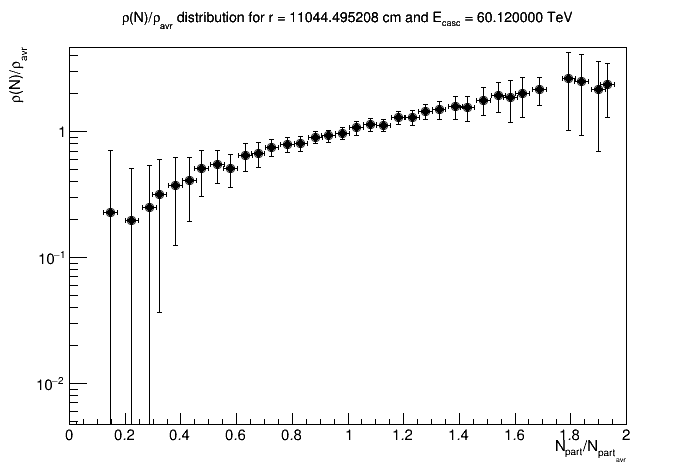 ρ(N)/ρavr distribution for r = 11044.495208 cm and Ecasc = 60.120000 TeV
ρ(N)/ρavr
1
10−1
10−2
0 0.2 0.4 0.6 0.8 1 1.2 1.4 1.6 1.8 2
Npart/Npartavr